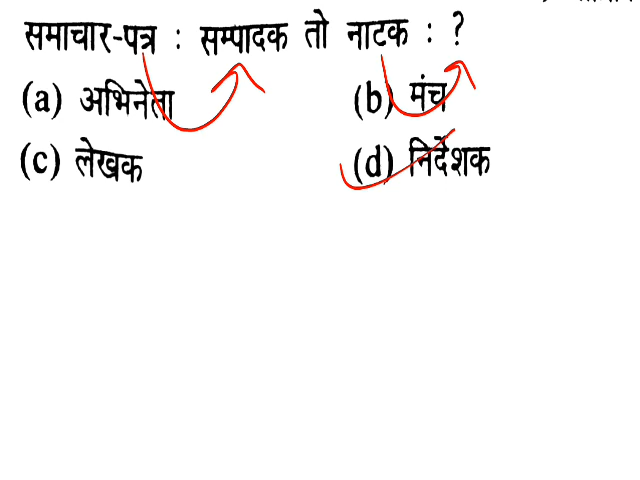 समाचार-पत्र : सम्पादक तो नाटक : ?
(a) अभिनेता (b) मंच
(c) लेखक (d) निर्देशक